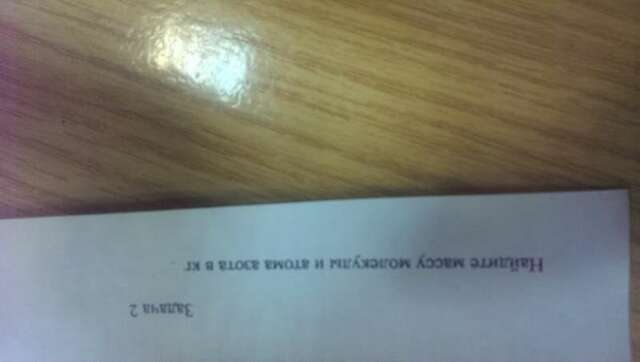 Задача 2
Найдите массу молекулы и атома азота в кг.